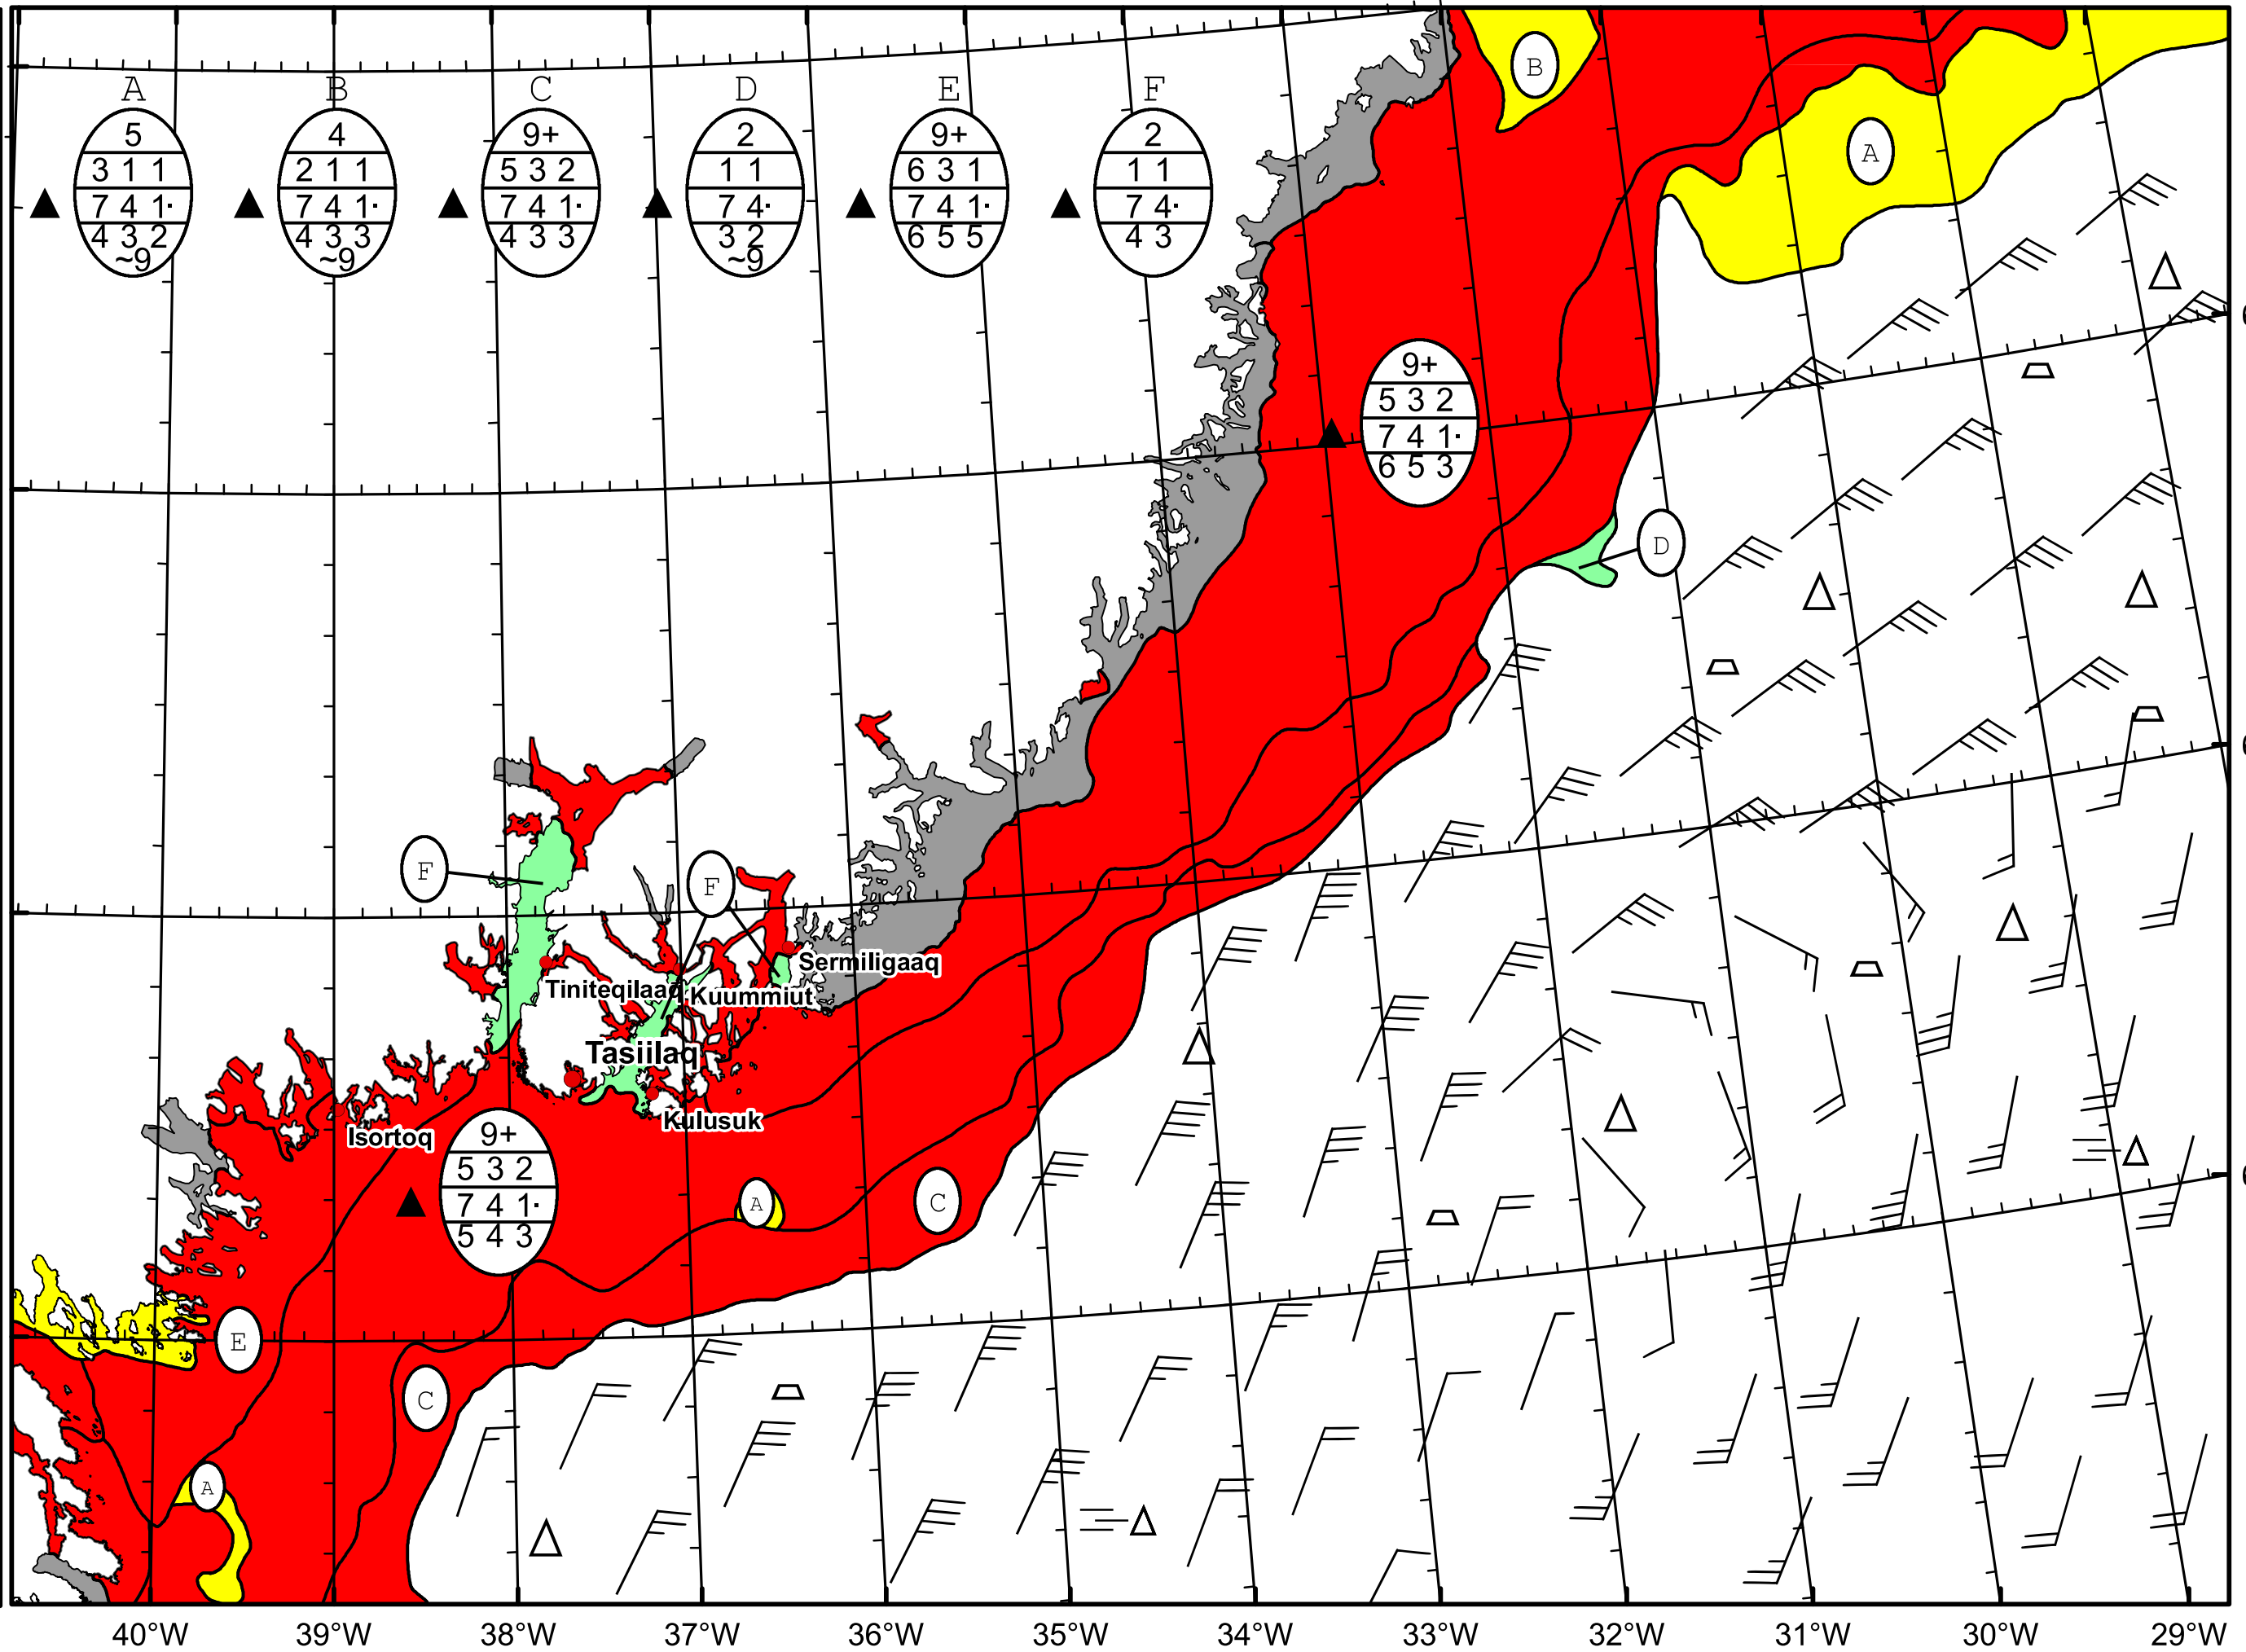 A B C D E F
5
3 1 1
7 4 1·
4 3 2
~9
4
2 1 1
7 4 1·
4 3 3
~9
9+
5 3 2
7 4 1·
4 3 3
2
1 1
7 4·
3 2
~9
9+
6 3 1
7 4 1·
6 5 5
2
1 1
7 4·
4 3
B
A
9+
5 3 2
7 4 1·
6 5 3
D
F
F
Sermiligaaq
Tiniteqilaaq
Kuummiut
Tasiilaq
Kulusuk
Isortoq
9+
5 3 2
7 4 1·
5 4 3
A
C
E
C
A
40°W 39°W 38°W 37°W 36°W 35°W 34°W 33°W 32°W 31°W 30°W 29°W